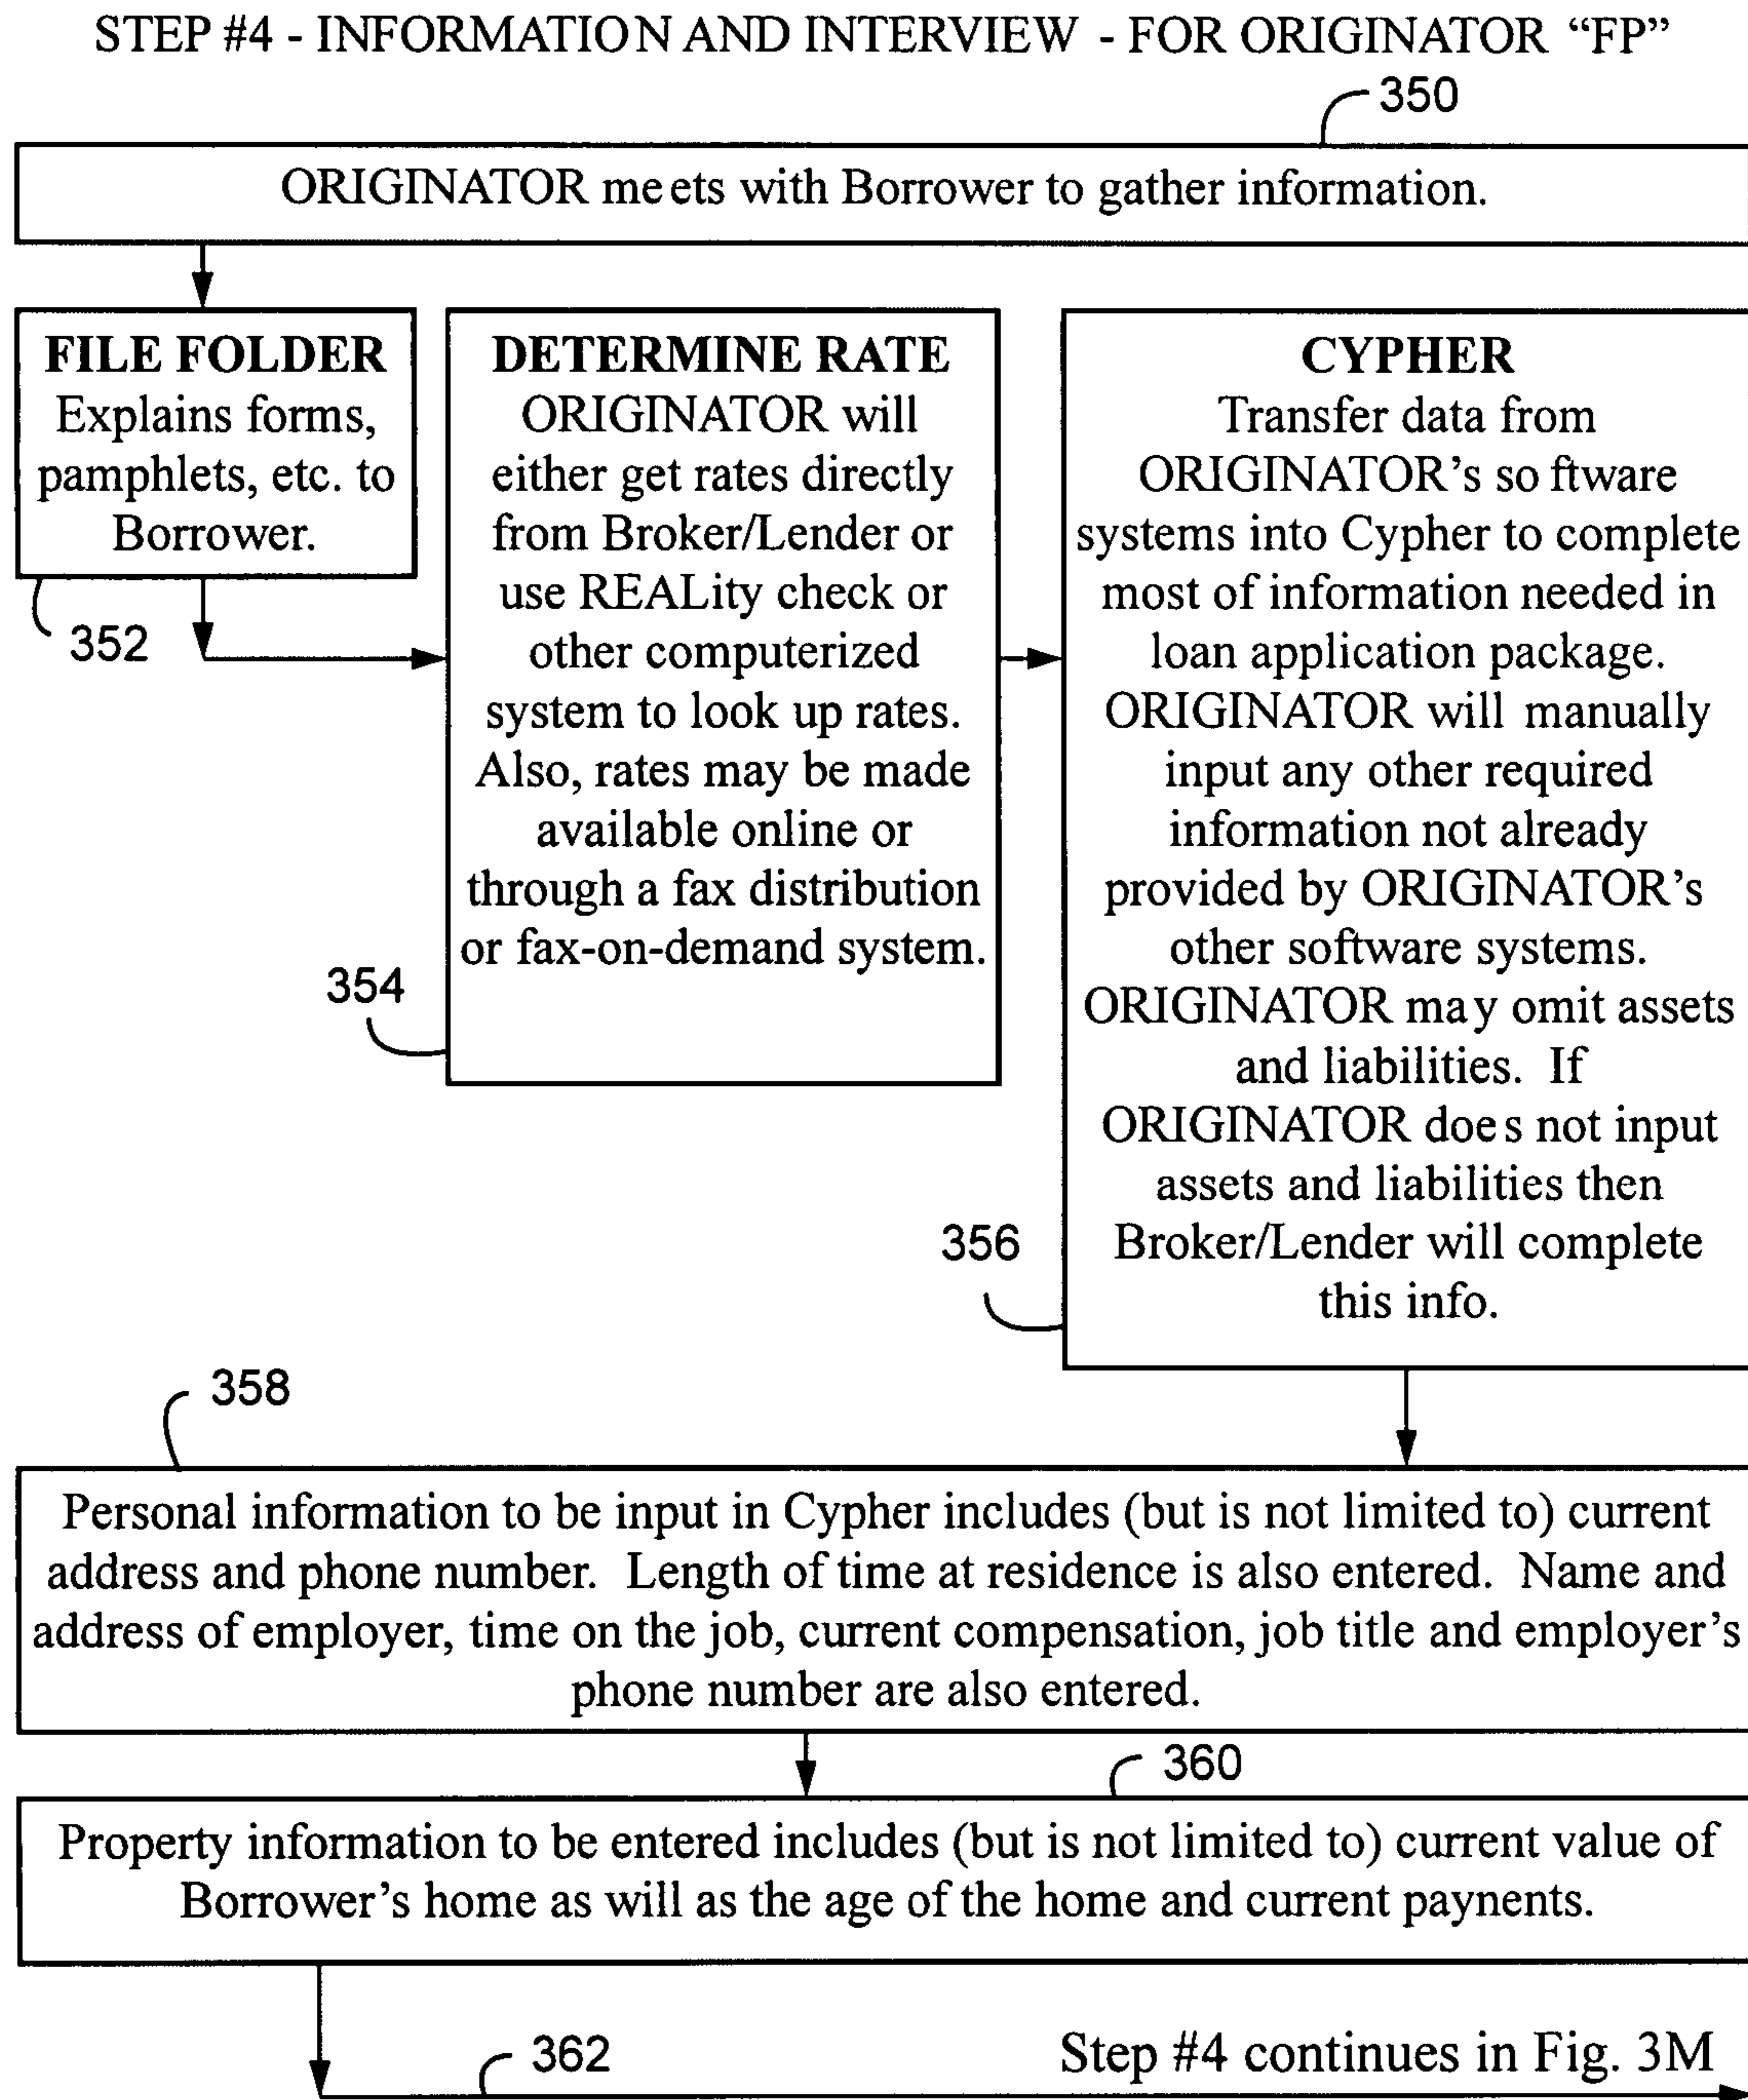 STEP #4 - INFORMATION AND INTERVIEW - FOR ORIGINATOR “FP”
350
ORIGINATOR meets with Borrower to gather information.
FILE FOLDER
Explains forms,
pamphlets, etc. to
Borrower.
352
DETERMINE RATE
ORIGINATOR will
either get rates directly
from Broker/Lender or
use REALity check or
other computerized
system to look up rates.
Also, rates may be made
available online or
through a fax distribution
or fax-on-demand system.
354
CYPHER
Transfer data from
ORIGINATOR’s software
systems into Cypher to complete
most of information needed in
loan application package.
ORIGINATOR will manually
input any other required
information not already
provided by ORIGINATOR’s
other software systems.
ORIGINATOR may omit assets
and liabilities. If
ORIGINATOR does not input
assets and liabilities then
Broker/Lender will complete
this info.
356
358
Personal information to be input in Cypher includes (but is not limited to) current
address and phone number. Length of time at residence is also entered. Name and
address of employer, time on the job, current compensation, job title and employer’s
phone number are also entered.
360
Property information to be entered includes (but is not limited to) current value of
Borrower’s home as will as the age of the home and current paynents.
362
Step #4 continues in Fig. 3M